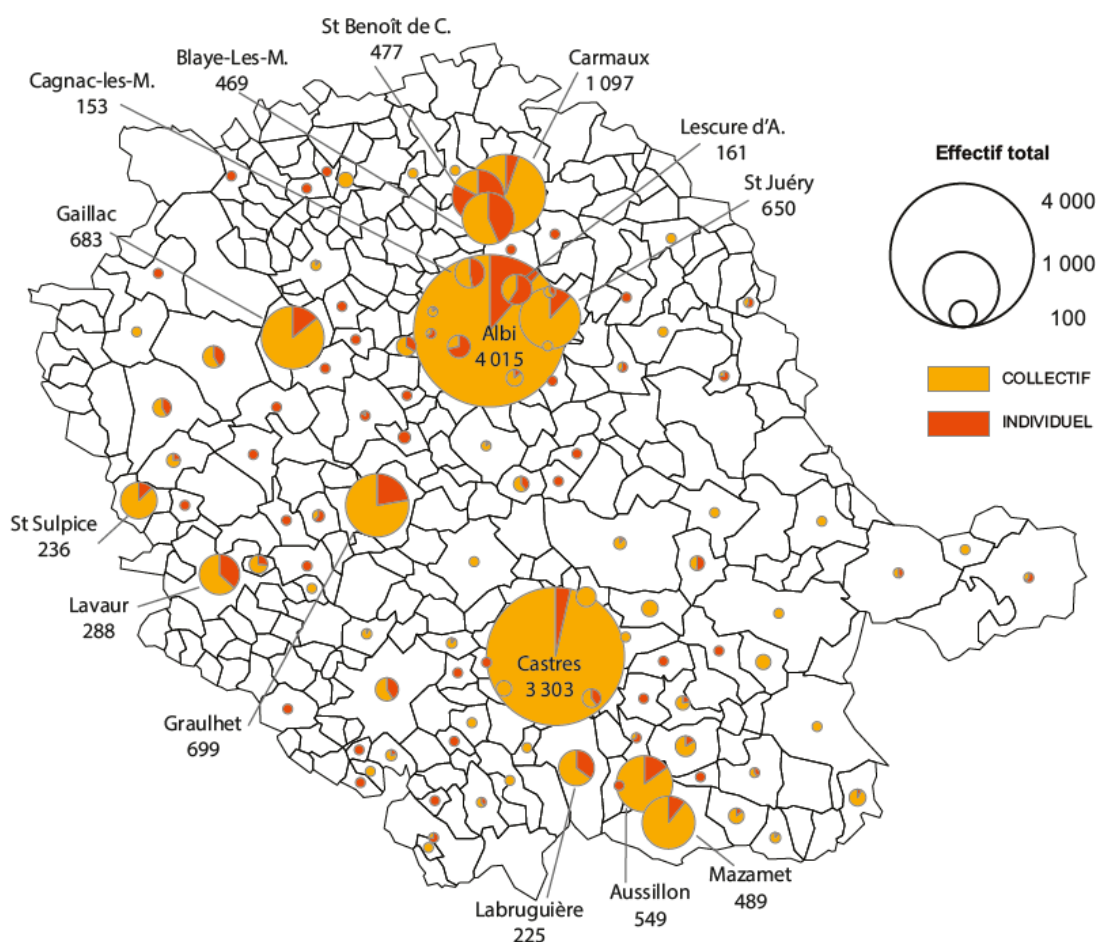 St Benoît de C.
477
Blaye-Les-M.
469
Cagnac-les-M.
153
Carmaux
1 097
Lescure d'A.
161
St Juéry
650
Gaillac
683
Albi
4 015
St Sulpice
236
Lavaur
288
Graulhet
699
Castres
3 303
Labruguière
225
Aussillon
549
Mazamet
489
Effectif total
4 000
1 000
100
COLLECTIF
INDIVIDUEL